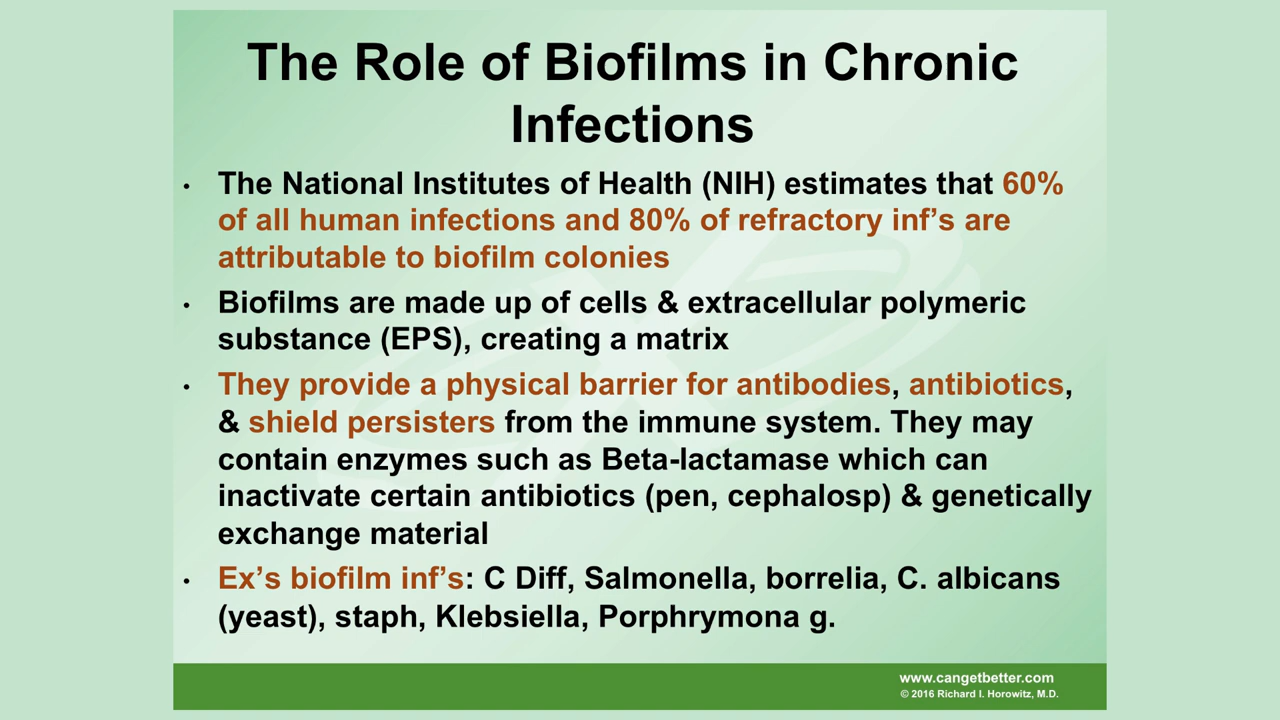 The Role of Biofilms in Chronic
Infections
• The National Institutes of Health (NIH) estimates that 60%
of all human infections and 80% of refractory inf’s are
attributable to biofilm colonies
• Biofilms are made up of cells & extracellular polymeric
substance (EPS), creating a matrix
• They provide a physical barrier for antibodies, antibiotics,
& shield persisters from the immune system. They may
contain enzymes such as Beta-lactamase which can
inactivate certain antibiotics (pen, cephalosp) & genetically
exchange material
• Ex’s biofilm inf’s: C Diff, Salmonella, borrelia, C. albicans
(yeast), staph, Klebsiella, Porphrymona g.
www.cangetbetter.com
© 2016 Richard I. Horowitz, M.D.